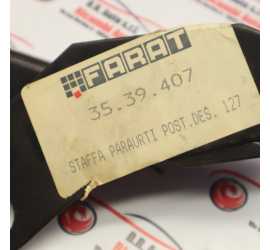 FARAT
35.39.407
STAFFA PARAURTI POST.DES. 127